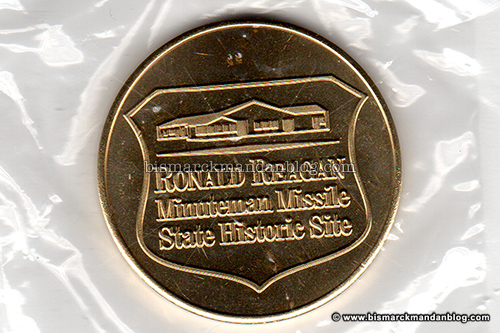 bismarckmandanblog.com
RONALD REAGAN
Minuteman Missile
State Historic Site
© www.bismarckmandanblog.com